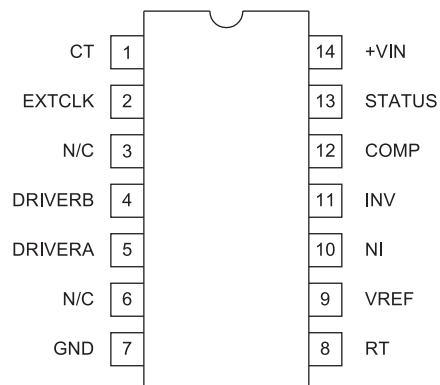 CT 1 14 +VIN
EXTCLK 2 13 STATUS
N/C 3 12 COMP
DRIVERB 4 11 INV
DRIVERA 5 10 NI
N/C 6 9 VREF
GND 7 8 RT